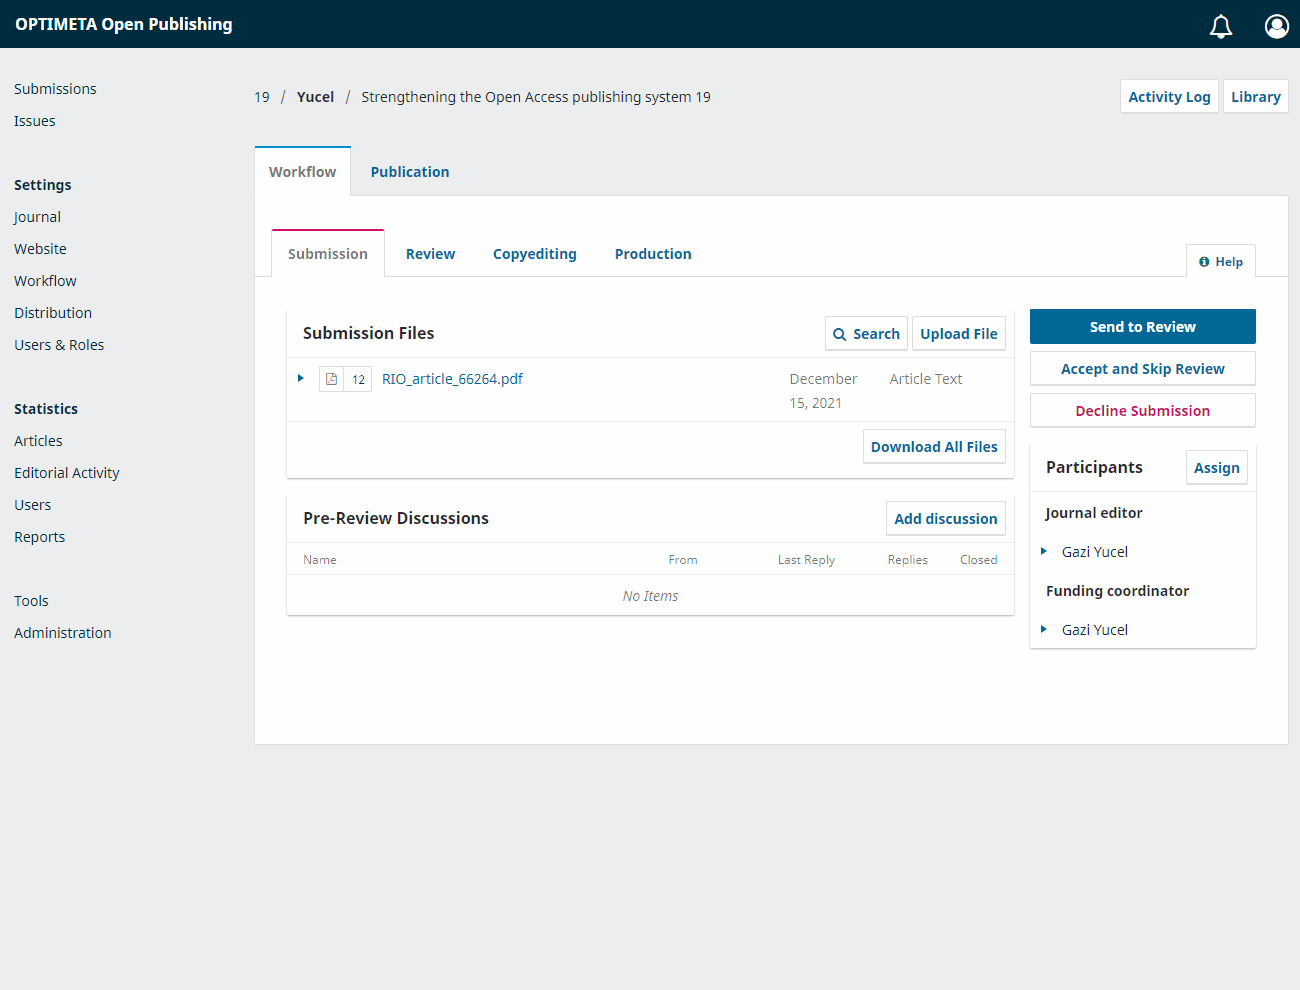 OPTIMETA Open Publishing
Submissions
Issues
Settings
Journal
Website
Workflow
Distribution
Users & Roles
Statistics
Articles
Editorial Activity
Users
Reports
Tools
Administration
19 / Yucel / Strengthening the Open Access publishing system 19
Activity Log
Library
Workflow
Publication
Submission
Review
Copyediting
Production
Help
Submission Files
Search
Upload File
12
RIO_article_66264.pdf
December
15, 2021
Article Text
Download All Files
Pre-Review Discussions
Add discussion
Name
From
Last Reply
Replies
Closed
No Items
Send to Review
Accept and Skip Review
Decline Submission
Participants
Assign
Journal editor
Gazi Yucel
Funding coordinator
Gazi Yucel